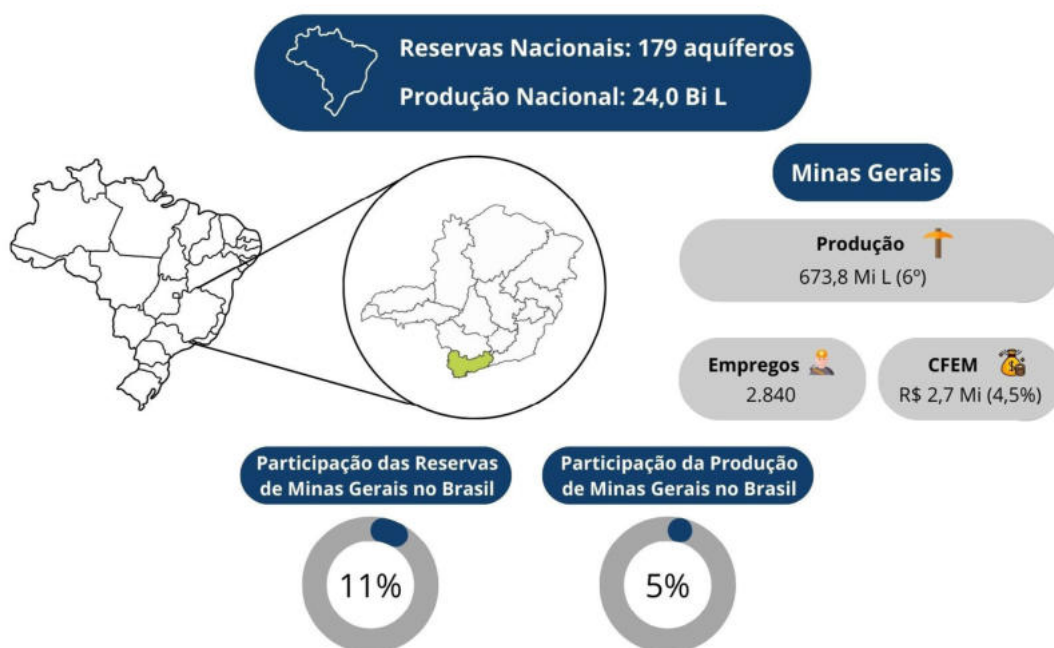 Reservas Nacionais: 179 aquíferos
Produção Nacional: 24,0 Bi L
Minas Gerais
Produção
673,8 Mi L (6º)
Empregos
2.840
CFEM
R$ 2,7 Mi (4,5%)
Participação das Reservas
de Minas Gerais no Brasil
11%
Participação da Produção
de Minas Gerais no Brasil
5%